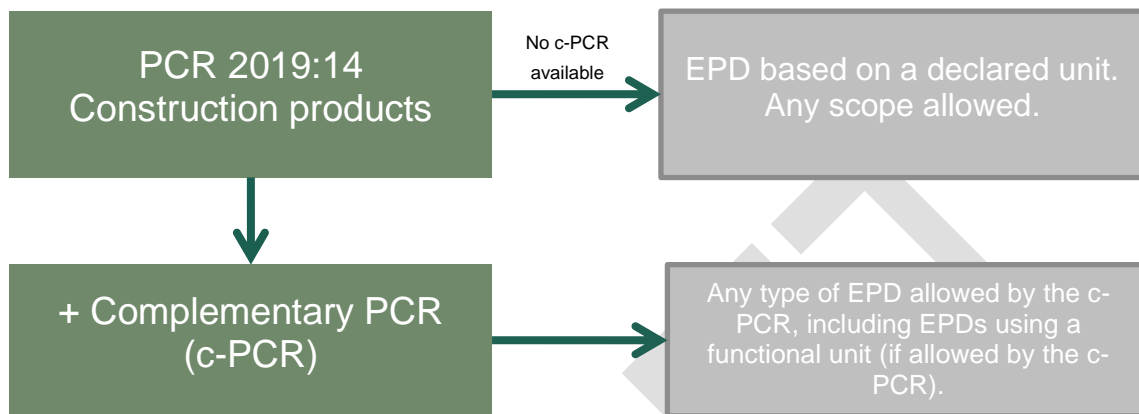 PCR 2019:14
Construction products
No c-PCR
available
EPD based on a declared unit.
Any scope allowed.
+ Complementary PCR
(c-PCR)
Any type of EPD allowed by the c-
PCR, including EPDs using a
functional unit (if allowed by the c-
PCR).